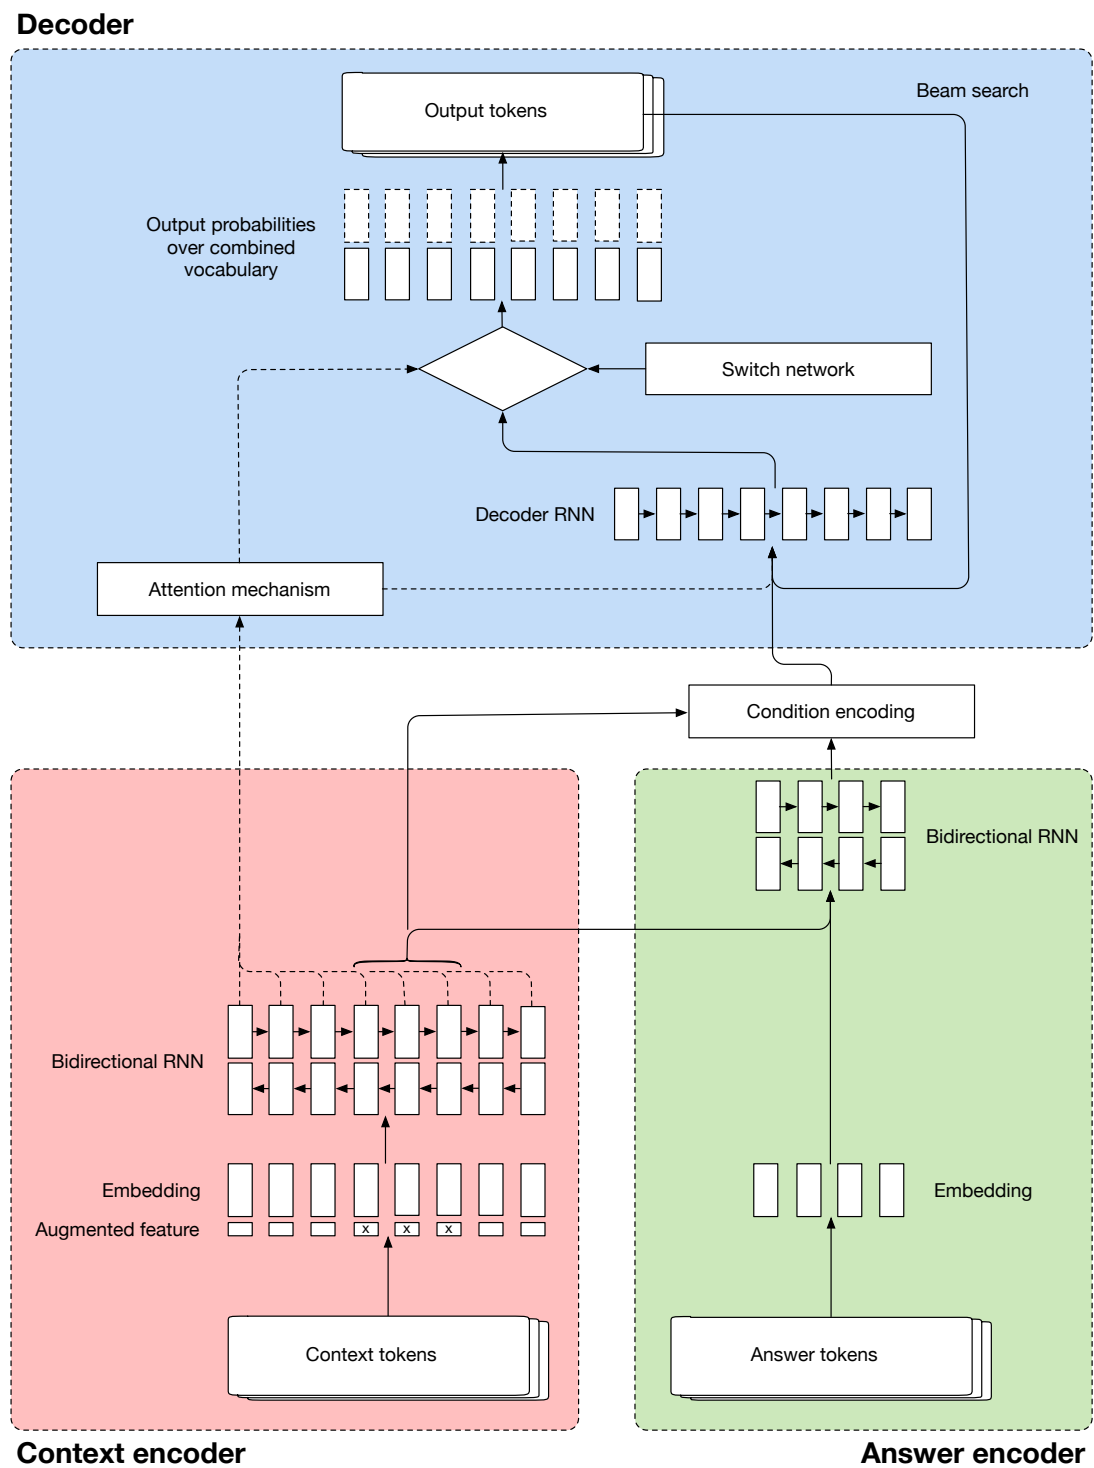 Decoder
Beam search
Output tokens
Output probabilities
over combined
vocabulary
Switch network
Decoder RNN
Attention mechanism
Condition encoding
Bidirectional RNN
Bidirectional RNN
Embedding
Embedding
Augmented feature
x x x
Context tokens
Answer tokens
Context encoder
Answer encoder